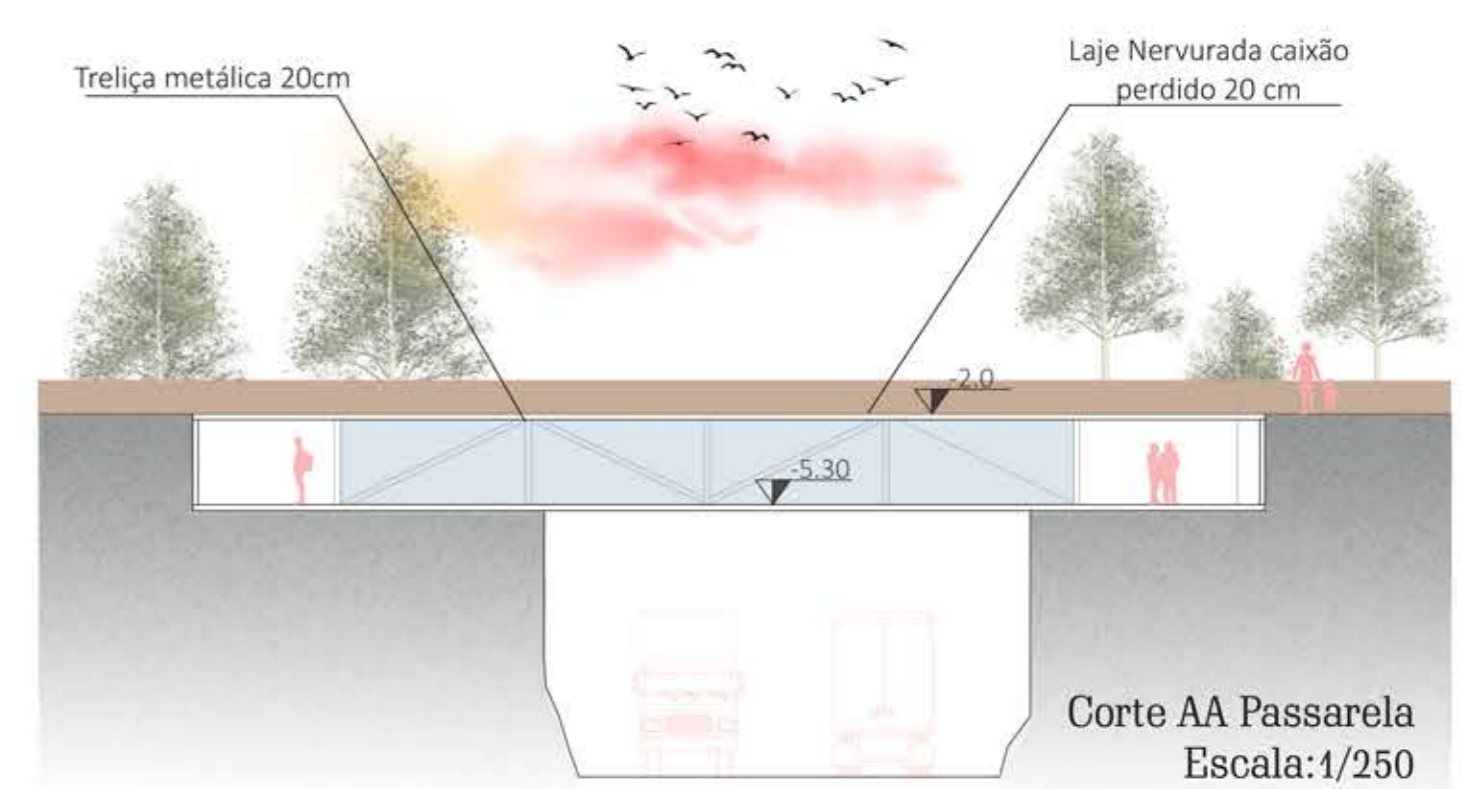 Treliça metálica 20cm
Laje Nervurada caixão
perdido 20 cm
-2.0
-5.30
Corte AA Passarela
Escala:1/250